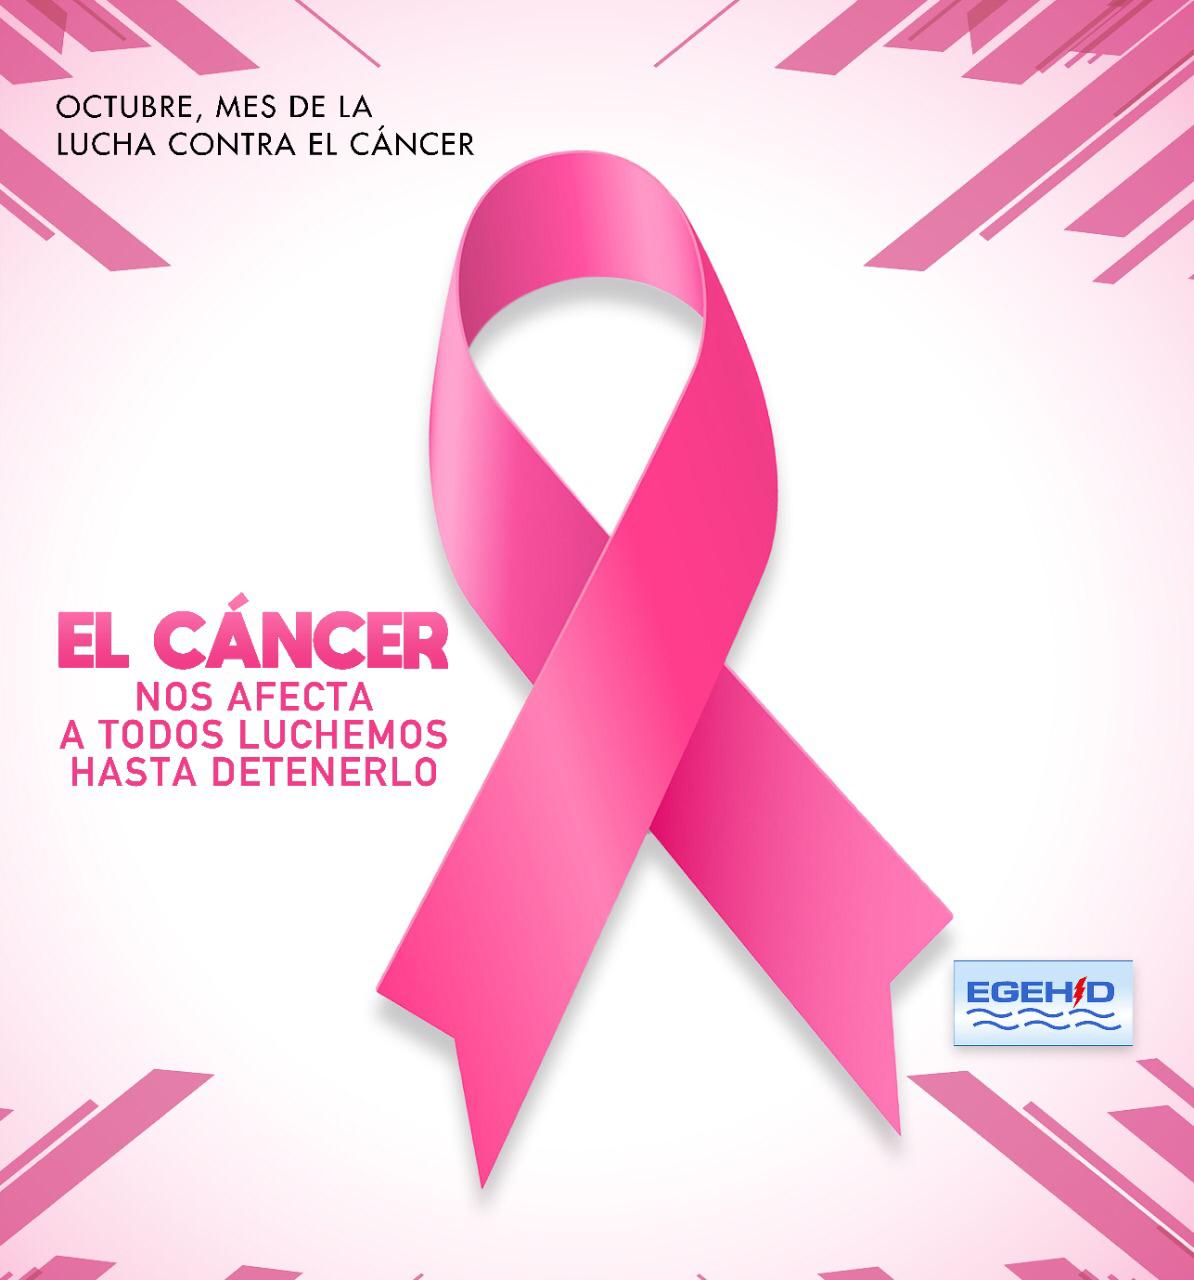 OCTUBRE, MES DE LA
LUCHA CONTRA EL CÁNCER
EL CÁNCER
NOS AFECTA
A TODOS LUCHEMOS
HASTA DETENERLO
EGEHID